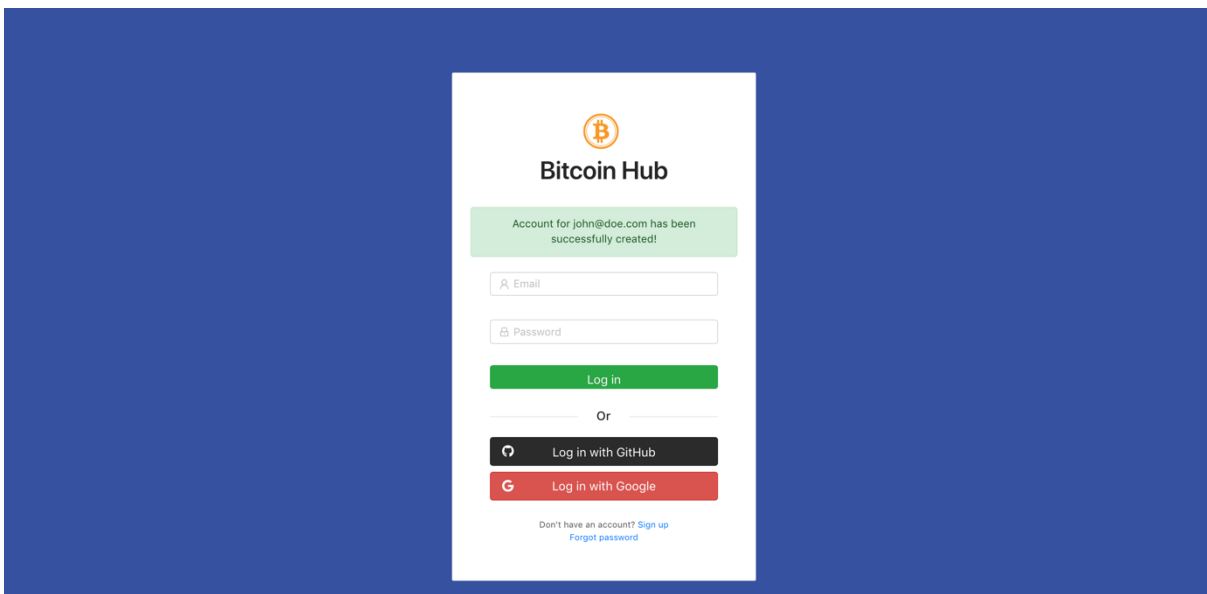 Bitcoin Hub
Account for john@doe.com has been
successfully created!
Email
Password
Log in
Or
Log in with GitHub
G Log in with Google
Don't have an account? Sign up
Forgot password